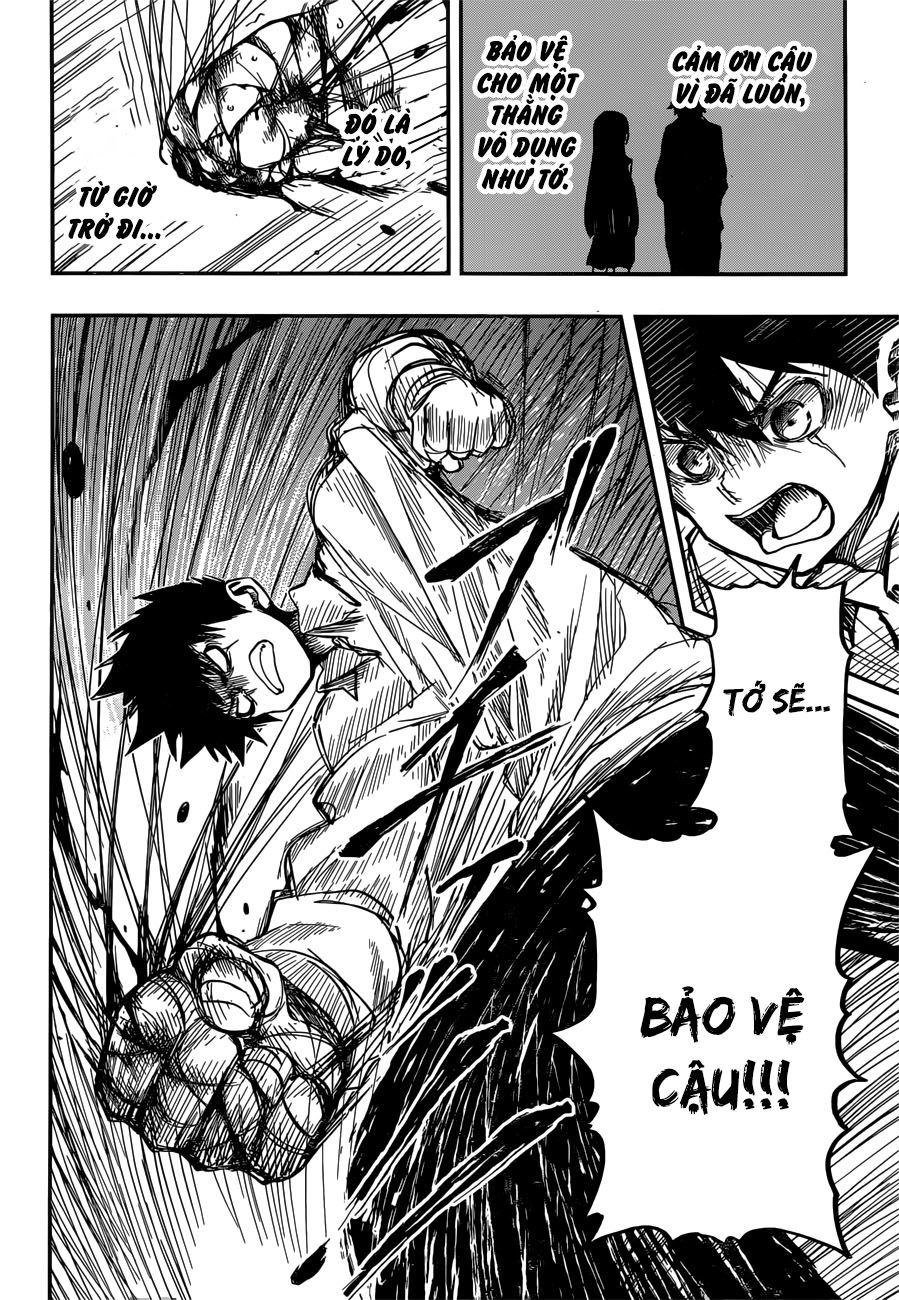 CẢM ƠN CẬU
VÌ ĐÃ LUÔN,
BẢO VỆ
CHO MỘT
THẰNG
VÔ DỤNG
NHƯ TỚ.
ĐÓ LÀ
LÝ DO,
TỪ GIỜ
TRỞ ĐI...
TỚ SẼ...
BẢO VỆ
CẬU!!!